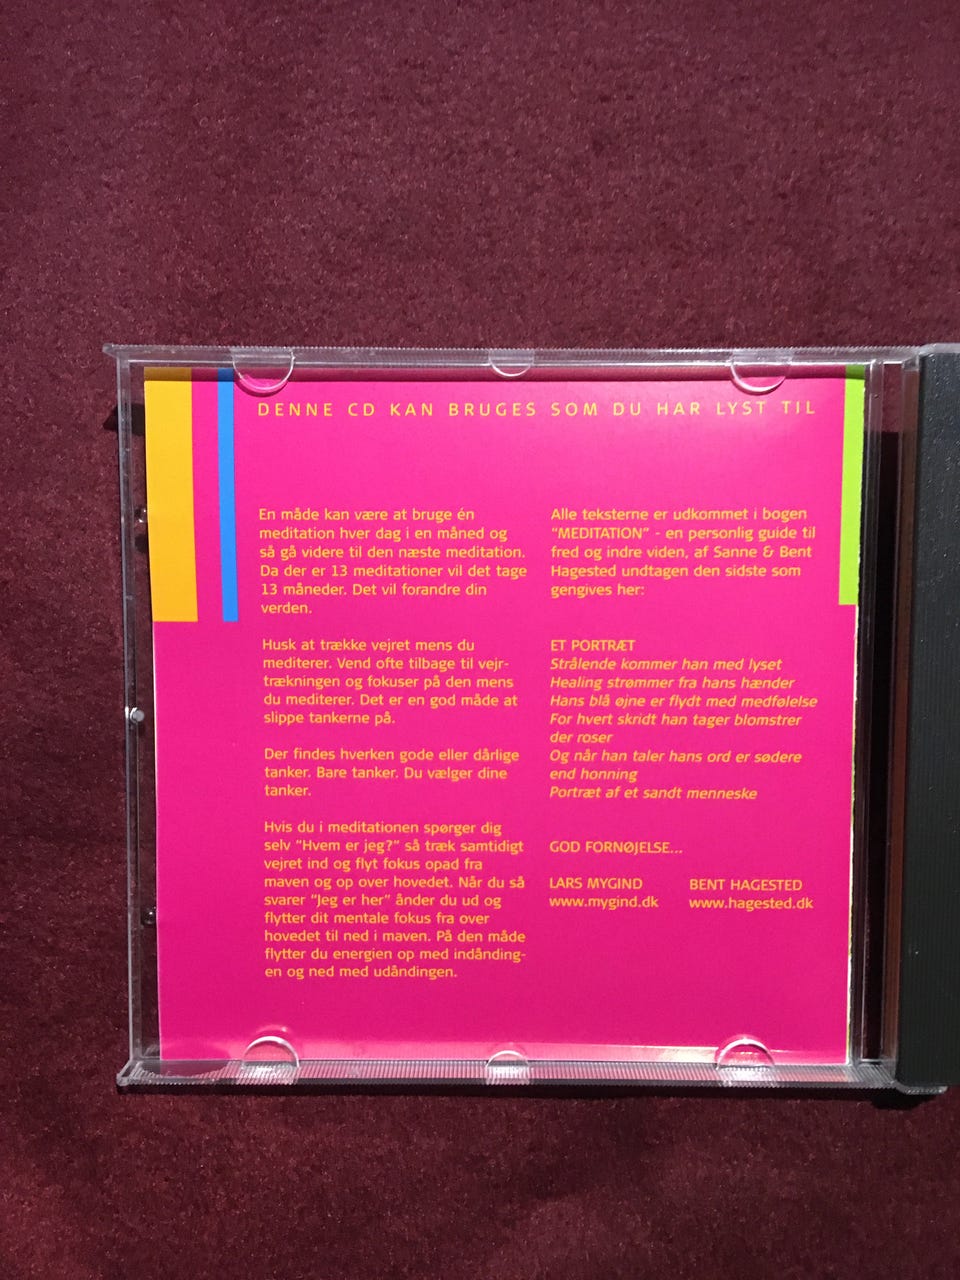 DENNE CD KAN BRUGES SOM DU HAR LYST TIL
En måde kan være at bruge én
meditation hver dag i en måned og
så gå videre til den næste meditation.
Da der er 13 meditationer vil det tage
13 måneder. Det vil forandre din
verden.
Husk at trække vejret mens du
mediterer. Vend ofte tilbage til vejr-
trækningen og fokuser på den mens
du mediterer. Det er en god måde at
slippe tankerne på.
Der findes hverken gode eller dårlige
tanker. Bare tanker. Du vælger dine
tanker.
Hvis du i meditationen spørger dig
selv "Hvem er jeg?" så træk samtidigt
vejret ind og flyt fokus opad fra
maven og op over hovedet. Når du så
svarer "Jeg er her" ånder du ud og
flytter dit mentale fokus fra over
hovedet til ned i maven. På den måde
flytter du energien op med indånding-
en og ned med udåndingen.
Alle teksterne er udkommet i bogen
"MEDITATION" - en personlig guide til
fred og indre viden, af Sanne & Bent
Hagested undtagen den sidste som
gengives her:
ET PORTRÆT
Strålende kommer han med lyset
Healing strømmer fra hans hænder
Hans blå øjne er flydt med medfølelse
For hvert skridt han tager blomstrer
der roser
Og når han taler hans ord er sødere
end honning
Portræt af et sandt menneske
GOD FORNØJELSE...
LARS MYGIND BENT HAGESTED
www.mygind.dk www.hagested.dk